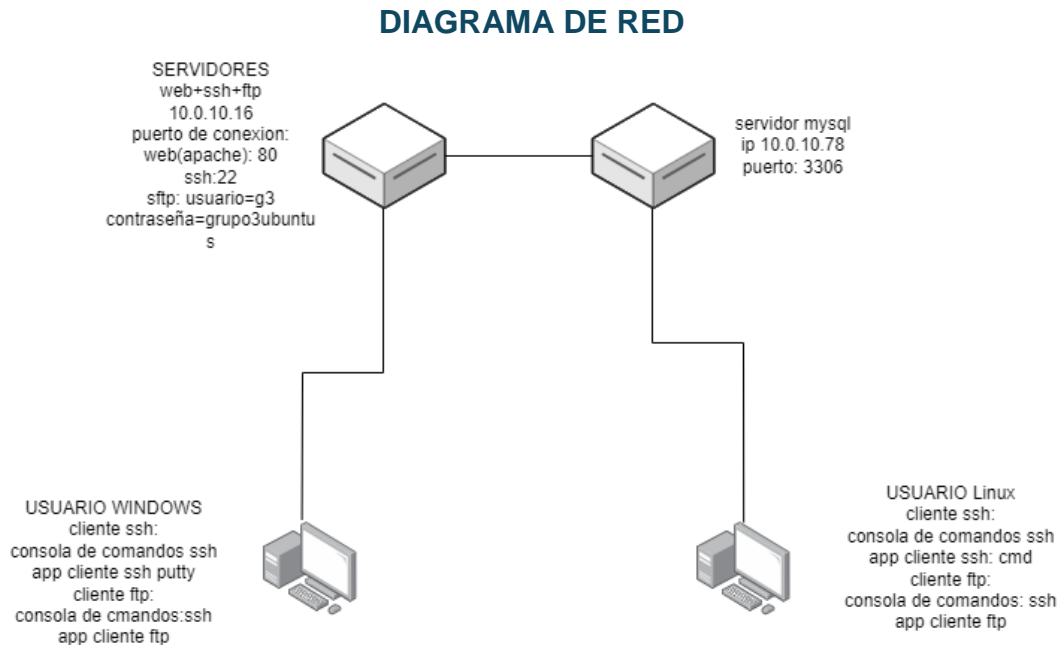 DIAGRAMA DE RED
SERVIDORES
web+ssh+ftp
10.0.10.16
puerto de conexion:
web(apache): 80
ssh:22
sftp: usuario=g3
contraseña=grupo3ubuntu
s
servidor mysql
ip 10.0.10.78
puerto: 3306
USUARIO WINDOWS
cliente ssh:
consola de comandos ssh
app cliente ssh putty
cliente ftp:
consola de cmandos:ssh
app cliente ftp
USUARIO Linux
cliente ssh:
consola de comandos ssh
app cliente ssh: cmd
cliente ftp:
consola de comandos: ssh
app cliente ftp